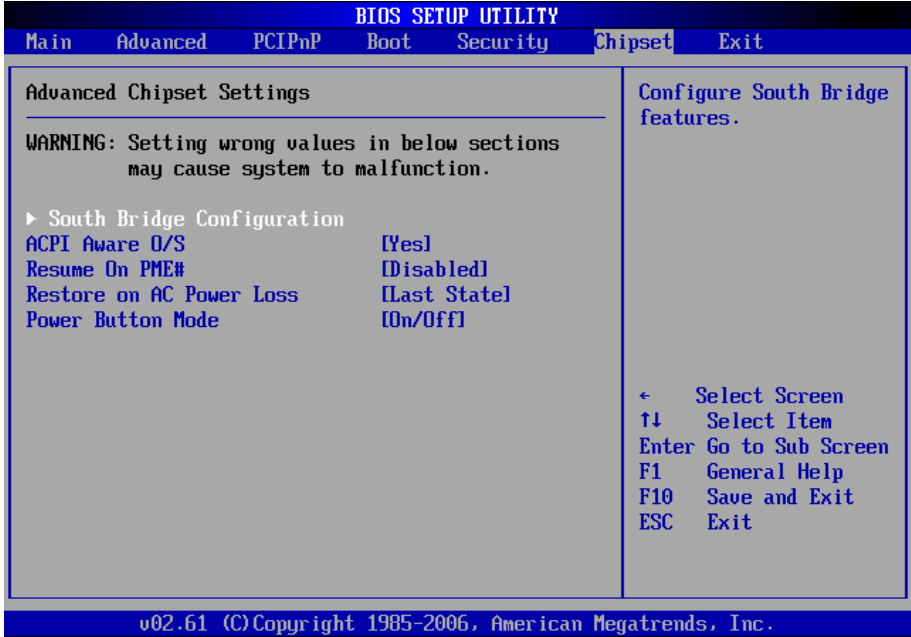 BIOS SETUP UTILITY
Main Advanced PCIPnP Boot Security Chipset Exit
Advanced Chipset Settings
WARNING: Setting wrong values in below sections
may cause system to malfunction.
▶ South Bridge Configuration
ACPI Aware O/S [Yes]
Resume On PME# [Disabled]
Restore on AC Power Loss [Last State]
Power Button Mode [On/Off]
Configure South Bridge
features.
← Select Screen
↑↓ Select Item
Enter Go to Sub Screen
F1 General Help
F10 Save and Exit
ESC Exit
v02.61 (C)Copyright 1985-2006, American Megatrends, Inc.